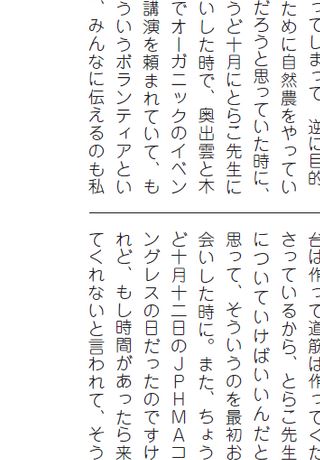 ってしまって、逆に目的
ために自然農をやってい
だろうと思っていた時に、
うど十月にとらこ先生に
いした時で、奥出雲と木
でオーガニックのイベン
講演を頼まれていて、も
ういうボランティアとい
、みんなに伝えるのも私
台は作って道筋は作ってくだ
さっているから、とらこ先生
についていけばいいんだと
思って、そういうのを最初お
会いした時に。また、ちょう
ど十月十二日のＪＰＨＭＡコ
ングレスの日だったのですけ
れど、もし時間があったら来
てくれないと言われて、そう